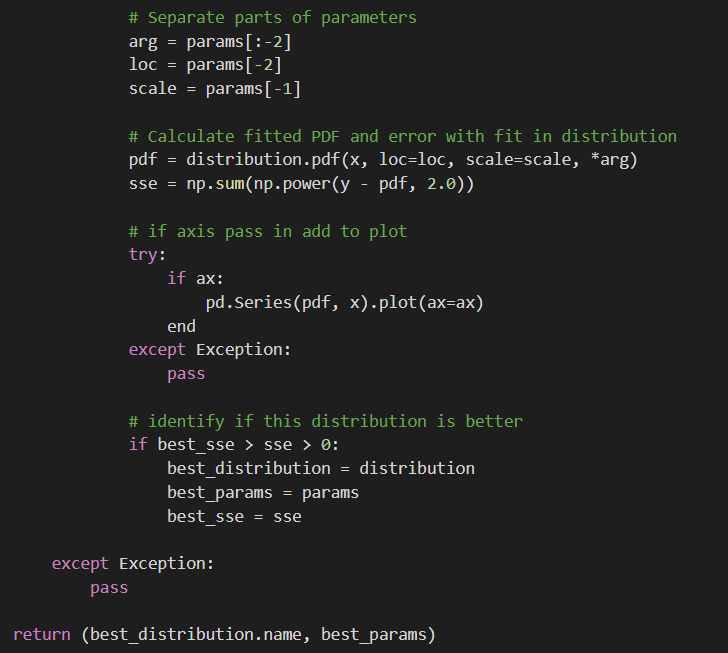 # Separate parts of parameters
arg = params[:-2]
loc = params[-2]
scale = params[-1]
# Calculate fitted PDF and error with fit in distribution
pdf = distribution.pdf(x, loc=loc, scale=scale, *arg)
sse = np.sum(np.power(y - pdf, 2.0))
# if axis pass in add to plot
try:
if ax:
pd.Series(pdf, x).plot(ax=ax)
end
except Exception:
pass
# identify if this distribution is better
if best_sse > sse > 0:
best_distribution = distribution
best_params = params
best_sse = sse
except Exception:
pass
return (best_distribution.name, best_params)